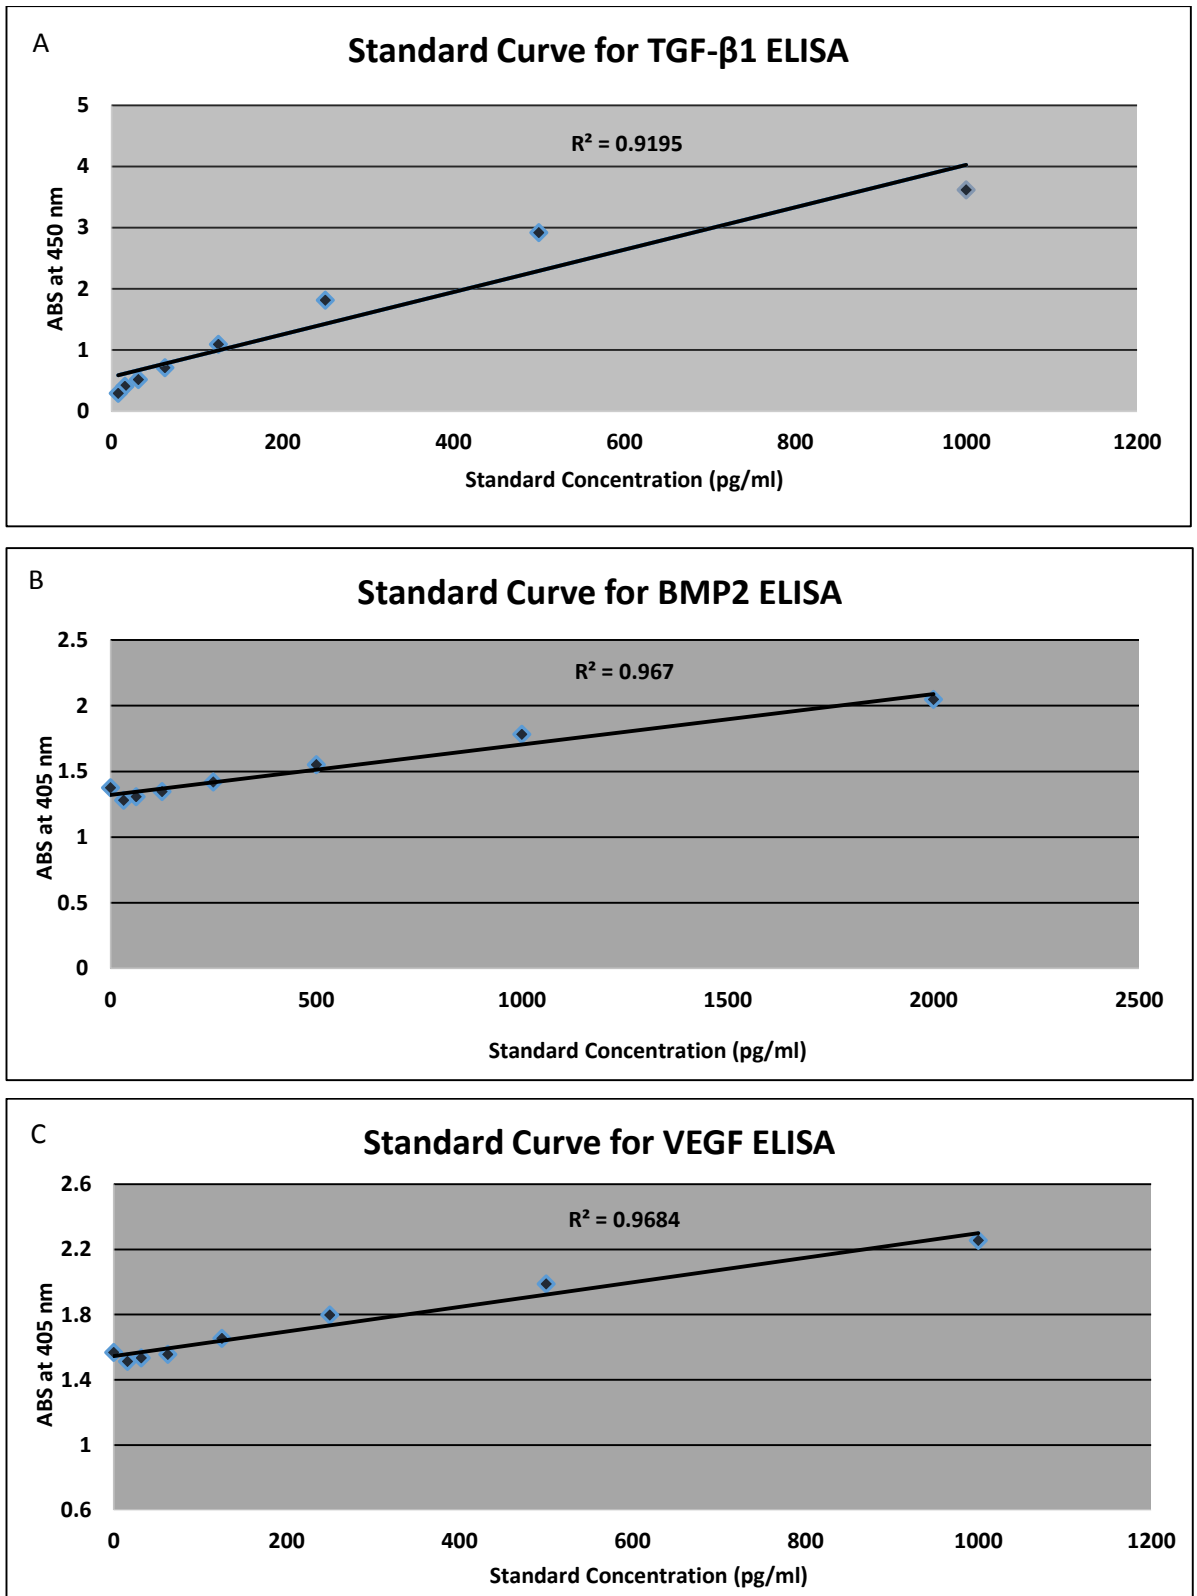 A
Standard Curve for TGF-β1 ELISA
5
R² = 0.9195
4
3
2
1
0
ABS at 450 nm
0 200 400 600 800 1000 1200
Standard Concentration (pg/ml)
B
Standard Curve for BMP2 ELISA
2.5
R² = 0.967
2
1.5
1
0.5
0
ABS at 405 nm
0 500 1000 1500 2000 2500
Standard Concentration (pg/ml)
C
Standard Curve for VEGF ELISA
2.6
R² = 0.9684
2.2
1.8
1.4
1
0.6
ABS at 405 nm
0 200 400 600 800 1000 1200
Standard Concentration (pg/ml)